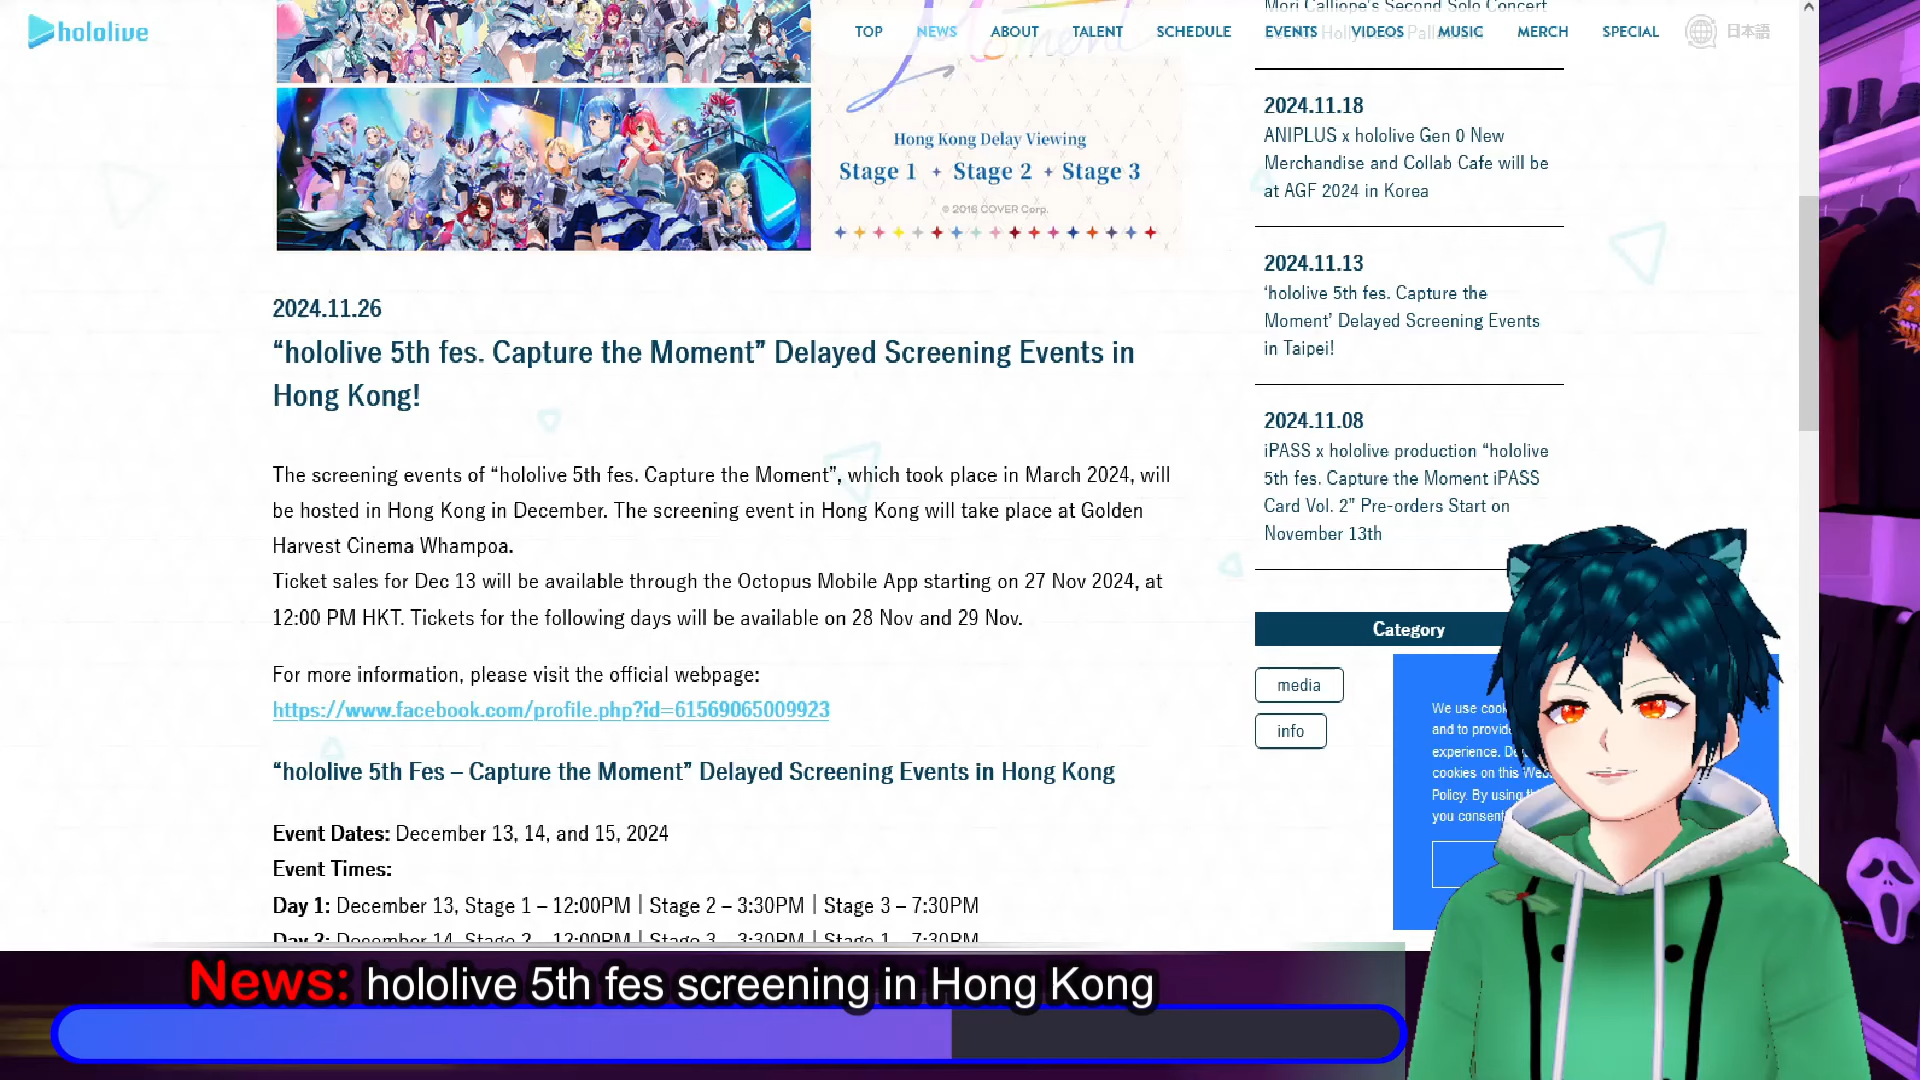 hololive
TOP NEWS ABOUT TALENT SCHEDULE EVENTS VIDEOS MUSIC MERCH SPECIAL 日本語
Moment
Hong Kong Delay Viewing
Stage 1 + Stage 2 + Stage 3
© 2016 COVER Corp.
2024.11.26
“hololive 5th fes. Capture the Moment” Delayed Screening Events in
Hong Kong!
The screening events of “hololive 5th fes. Capture the Moment”, which took place in March 2024, will
be hosted in Hong Kong in December. The screening event in Hong Kong will take place at Golden
Harvest Cinema Whampoa.
Ticket sales for Dec 13 will be available through the Octopus Mobile App starting on 27 Nov 2024, at
12:00 PM HKT. Tickets for the following days will be available on 28 Nov and 29 Nov.
For more information, please visit the official webpage:
https://www.facebook.com/profile.php?id=61569065009923
“hololive 5th Fes – Capture the Moment” Delayed Screening Events in Hong Kong
Event Dates: December 13, 14, and 15, 2024
Event Times:
Day 1: December 13, Stage 1 – 12:00PM | Stage 2 – 3:30PM | Stage 3 – 7:30PM
Day 2: December 14, Stage 2 – 12:00PM | Stage 3 – 3:30PM | Stage 1 – 7:30PM
Mori Calliope's Second Solo Concert
2024.11.18
ANIPLUS x hololive Gen 0 New
Merchandise and Collab Cafe will be
at AGF 2024 in Korea
2024.11.13
‘hololive 5th fes. Capture the
Moment’ Delayed Screening Events
in Taipei!
2024.11.08
iPASS x hololive production “hololive
5th fes. Capture the Moment iPASS
Card Vol. 2” Pre-orders Start on
November 13th
Category
media
info
We use
and to
experience.
cookies on this
Policy. By using
you consent
News: hololive 5th fes screening in Hong Kong